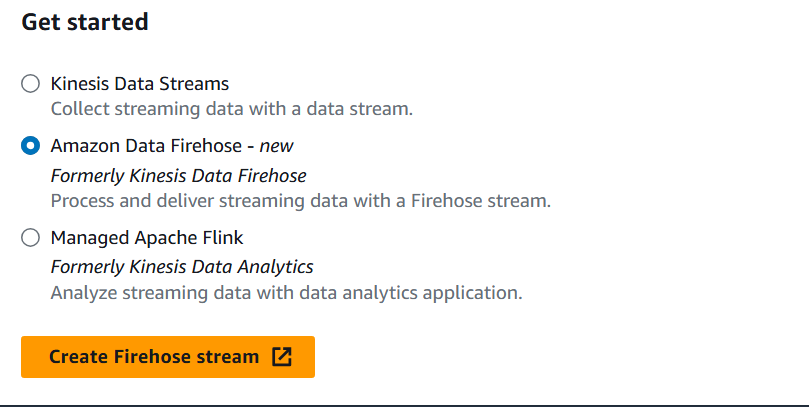 Get started
Kinesis Data Streams
Collect streaming data with a data stream.
Amazon Data Firehose - new
Formerly Kinesis Data Firehose
Process and deliver streaming data with a Firehose stream.
Managed Apache Flink
Formerly Kinesis Data Analytics
Analyze streaming data with data analytics application.
Create Firehose stream